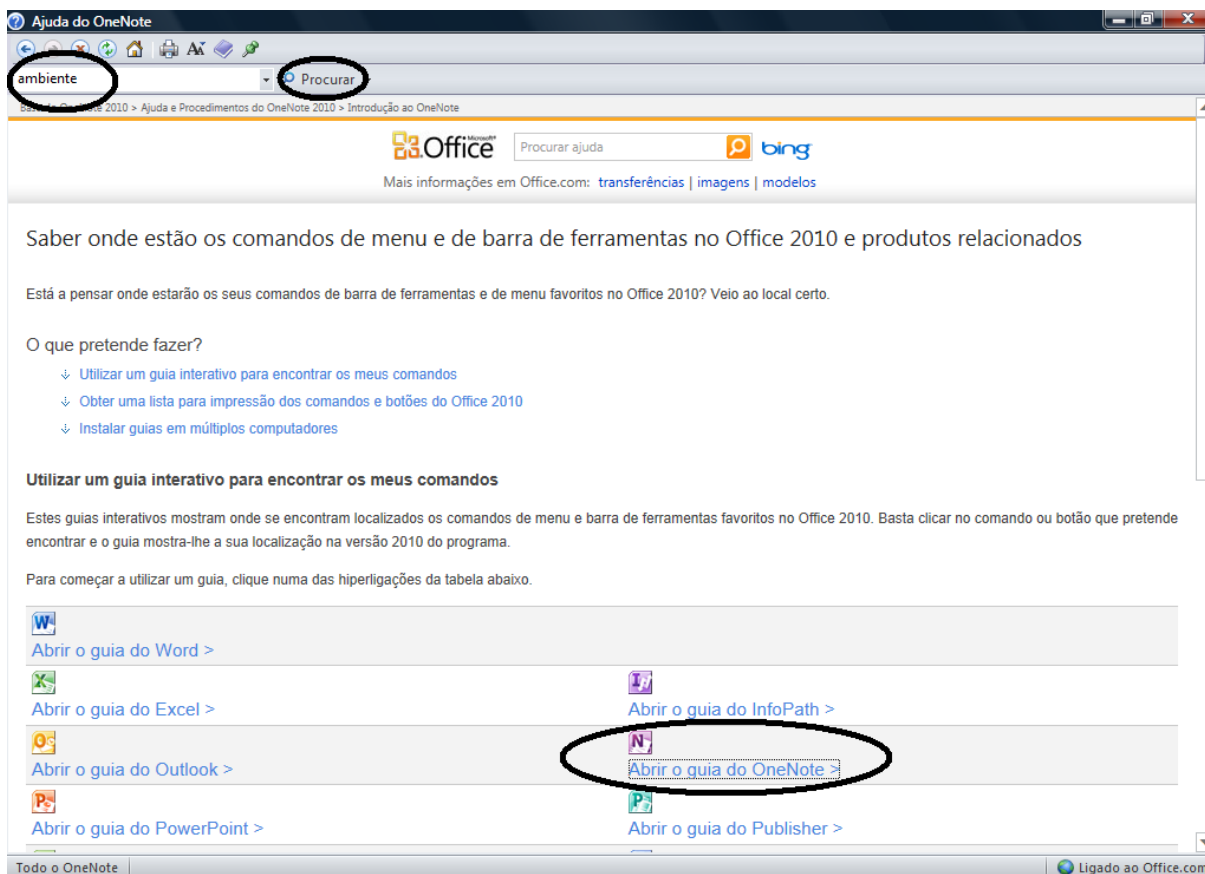 Ajuda do OneNote
ambiente
Procurar
2010 > Ajuda e Procedimentos do OneNote 2010 > Introdução ao OneNote
Microsoft Office
Procurar ajuda
bing
Mais informações em Office.com: transferências | imagens | modelos
Saber onde estão os comandos de menu e de barra de ferramentas no Office 2010 e produtos relacionados
Está a pensar onde estarão os seus comandos de barra de ferramentas e de menu favoritos no Office 2010? Veio ao local certo.
O que pretende fazer?
Utilizar um guia interativo para encontrar os meus comandos
Obter uma lista para impressão dos comandos e botões do Office 2010
Instalar guias em múltiplos computadores
Utilizar um guia interativo para encontrar os meus comandos
Estes guias interativos mostram onde se encontram localizados os comandos de menu e barra de ferramentas favoritos no Office 2010. Basta clicar no comando ou botão que pretende
encontrar e o guia mostra-lhe a sua localização na versão 2010 do programa.
Para começar a utilizar um guia, clique numa das hiperligações da tabela abaixo.
Abrir o guia do Word >
Abrir o guia do Excel >
Abrir o guia do InfoPath >
Abrir o guia do Outlook >
Abrir o guia do OneNote >
Abrir o guia do PowerPoint >
Abrir o guia do Publisher >
Todo o OneNote
Ligado ao Office.com